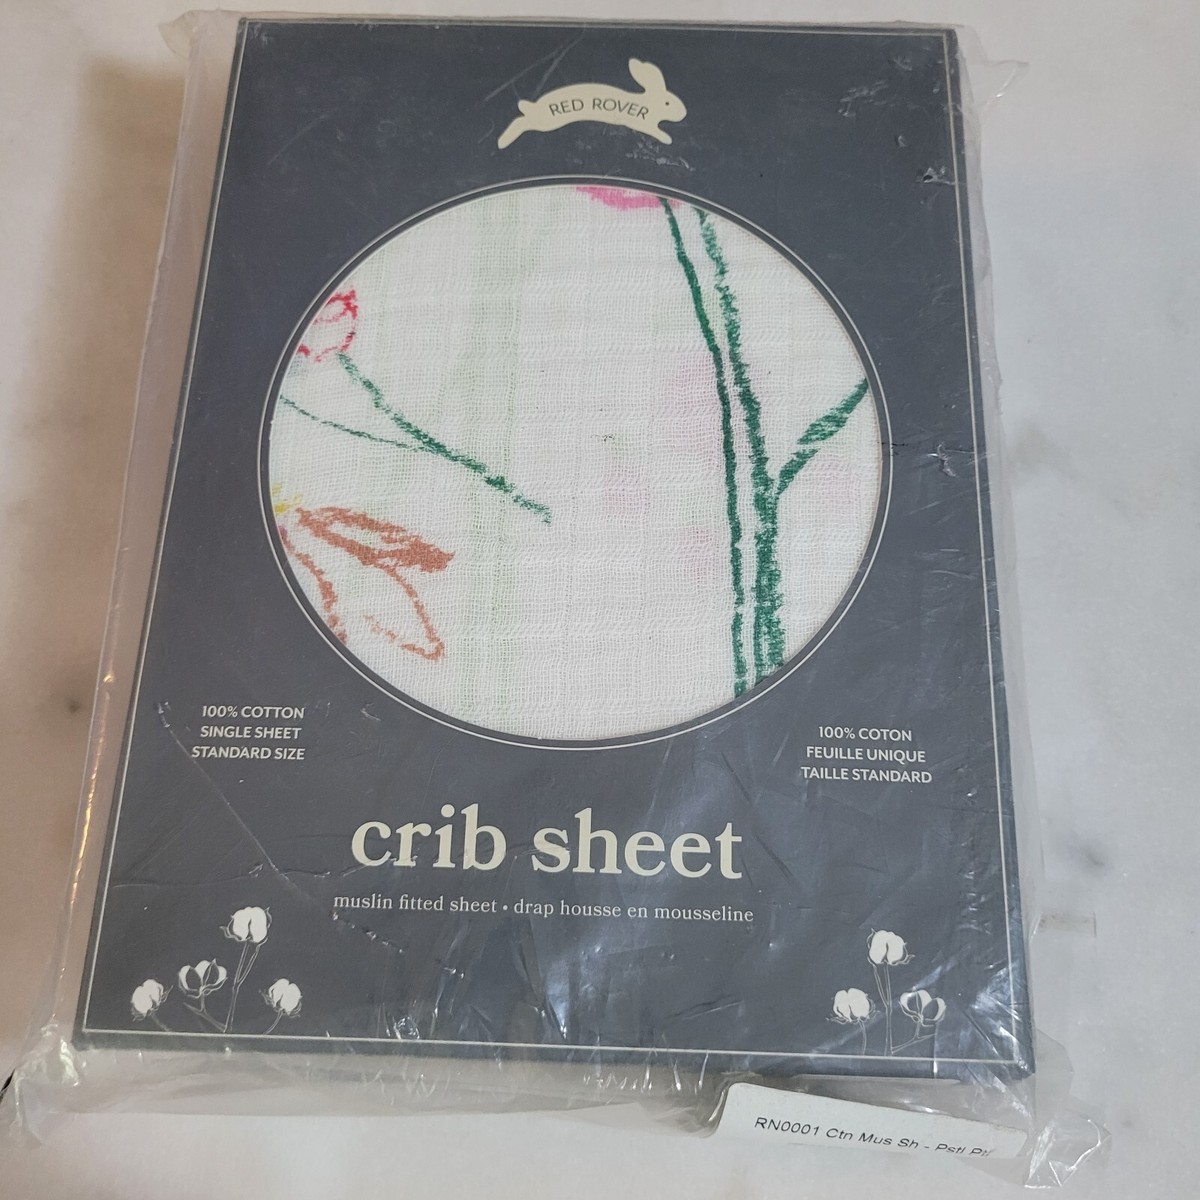 RED ROVER
100% COTTON
SINGLE SHEET
STANDARD SIZE
100% COTON
FEUILLE UNIQUE
TAILLE STANDARD
crib sheet
muslin fitted sheet • drap housse en mousseline
RN0001 Ctn Mus Sh - Pstl